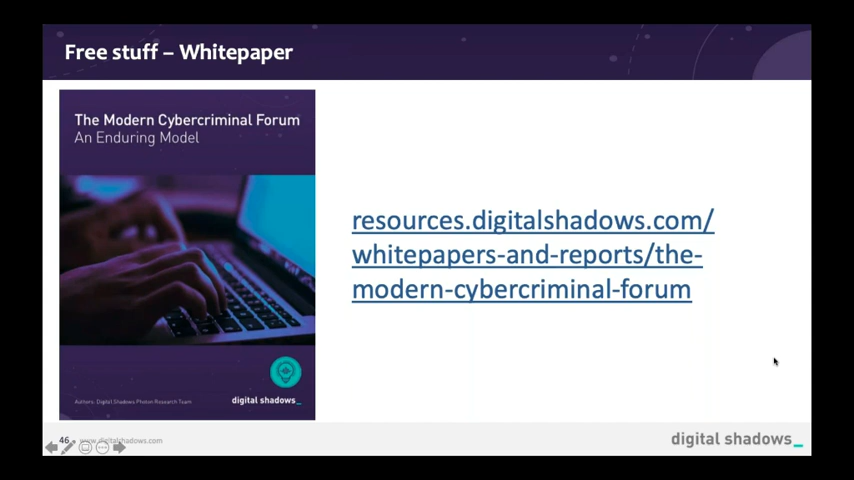 Free stuff – Whitepaper
The Modern Cybercriminal Forum
An Enduring Model
resources.digitalshadows.com/
whitepapers-and-reports/the-
modern-cybercriminal-forum
Authors: Digital Shadows Photon Research Team
digital shadows_
46
www.digitalshadows.com
digital shadows_